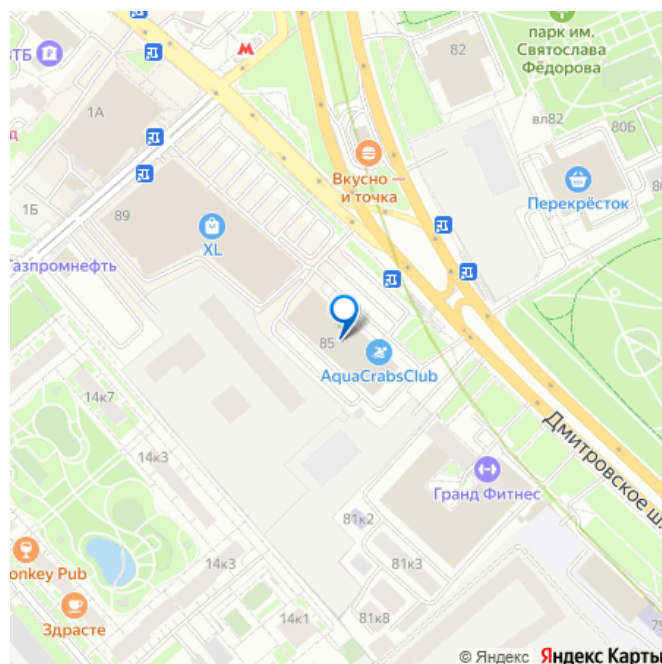 парк им.
Святослава
Фёдорова
ВТБ
82
1А
вл82
80Б
Вкусно —
и точка
Перекрёсток
1Б
89
XL
Газпромнефть
85
AquaCrabsClub
14к7
Дмитровское ш.
14к3
Гранд Фитнес
81к2
onkey Pub
14к3
81к3
Здрасте
14к1
81к8
© Яндекс Яндекс Карты